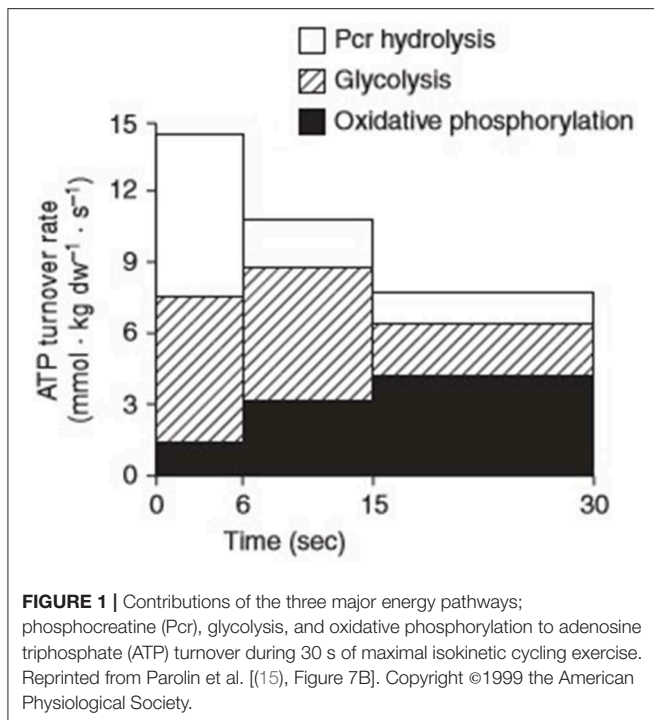 Pcr hydrolysis
Glycolysis
Oxidative phosphorylation
15
12
9
6
3
0
ATP turnover rate
(mmol · kg dw⁻¹ · s⁻¹)
0 6 15 30
Time (sec)
FIGURE 1 | Contributions of the three major energy pathways;
phosphocreatine (Pcr), glycolysis, and oxidative phosphorylation to adenosine
triphosphate (ATP) turnover during 30 s of maximal isokinetic cycling exercise.
Reprinted from Parolin et al. [(15), Figure 7B]. Copyright ©1999 the American
Physiological Society.